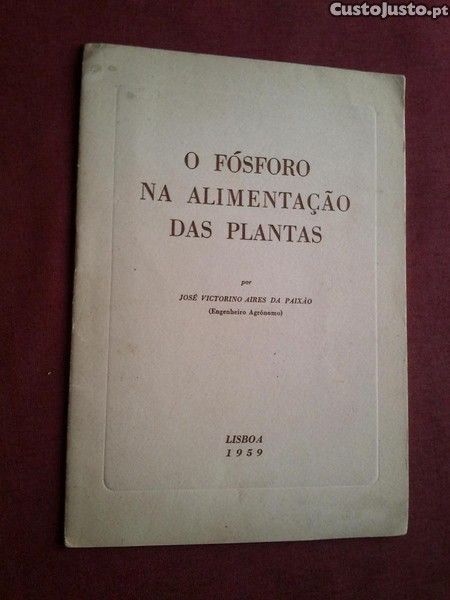 CustoJusto.pt
O FÓSFORO
NA ALIMENTAÇÃO
DAS PLANTAS
por
JOSÉ VICTORINO AIRES DA PAIXÃO
(Engenheiro Agrónomo)
LISBOA
1959